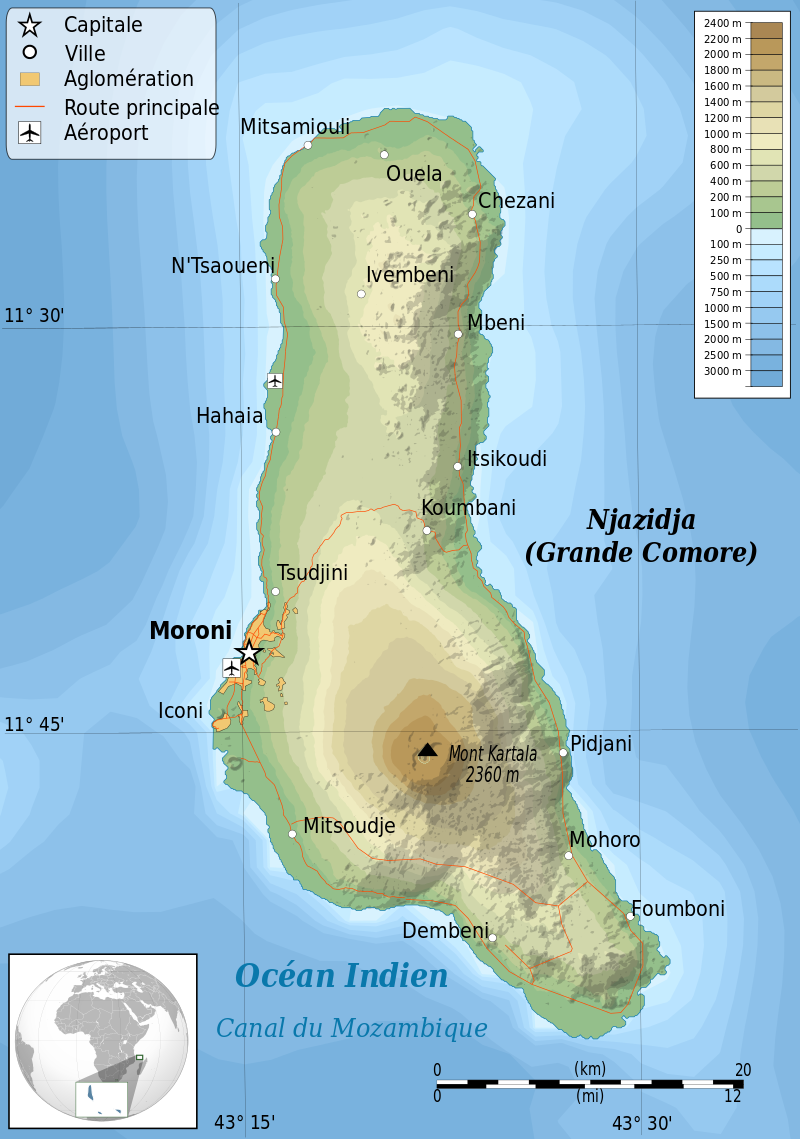 Capitale
Ville
Aglomération
Route principale
Aéroport
2400 m
2200 m
2000 m
1800 m
1600 m
1400 m
1200 m
1000 m
800 m
600 m
400 m
200 m
100 m
0
100 m
250 m
500 m
750 m
1000 m
1500 m
2000 m
2500 m
3000 m
Mitsamiouli
Ouela
Chezani
N'Tsaoueni
Ivembeni
11° 30'
Mbeni
Hahaia
Itsikoudi
Koumbani
Njazidja
(Grande Comore)
Tsudjini
Moroni
Iconi
11° 45'
Pidjani
Mont Kartala
2360 m
Mitsoudje
Mohoro
Foumboni
Dembeni
Océan Indien
Canal du Mozambique
0 (km) 20
0 (mi) 12
43° 15'
43° 30'